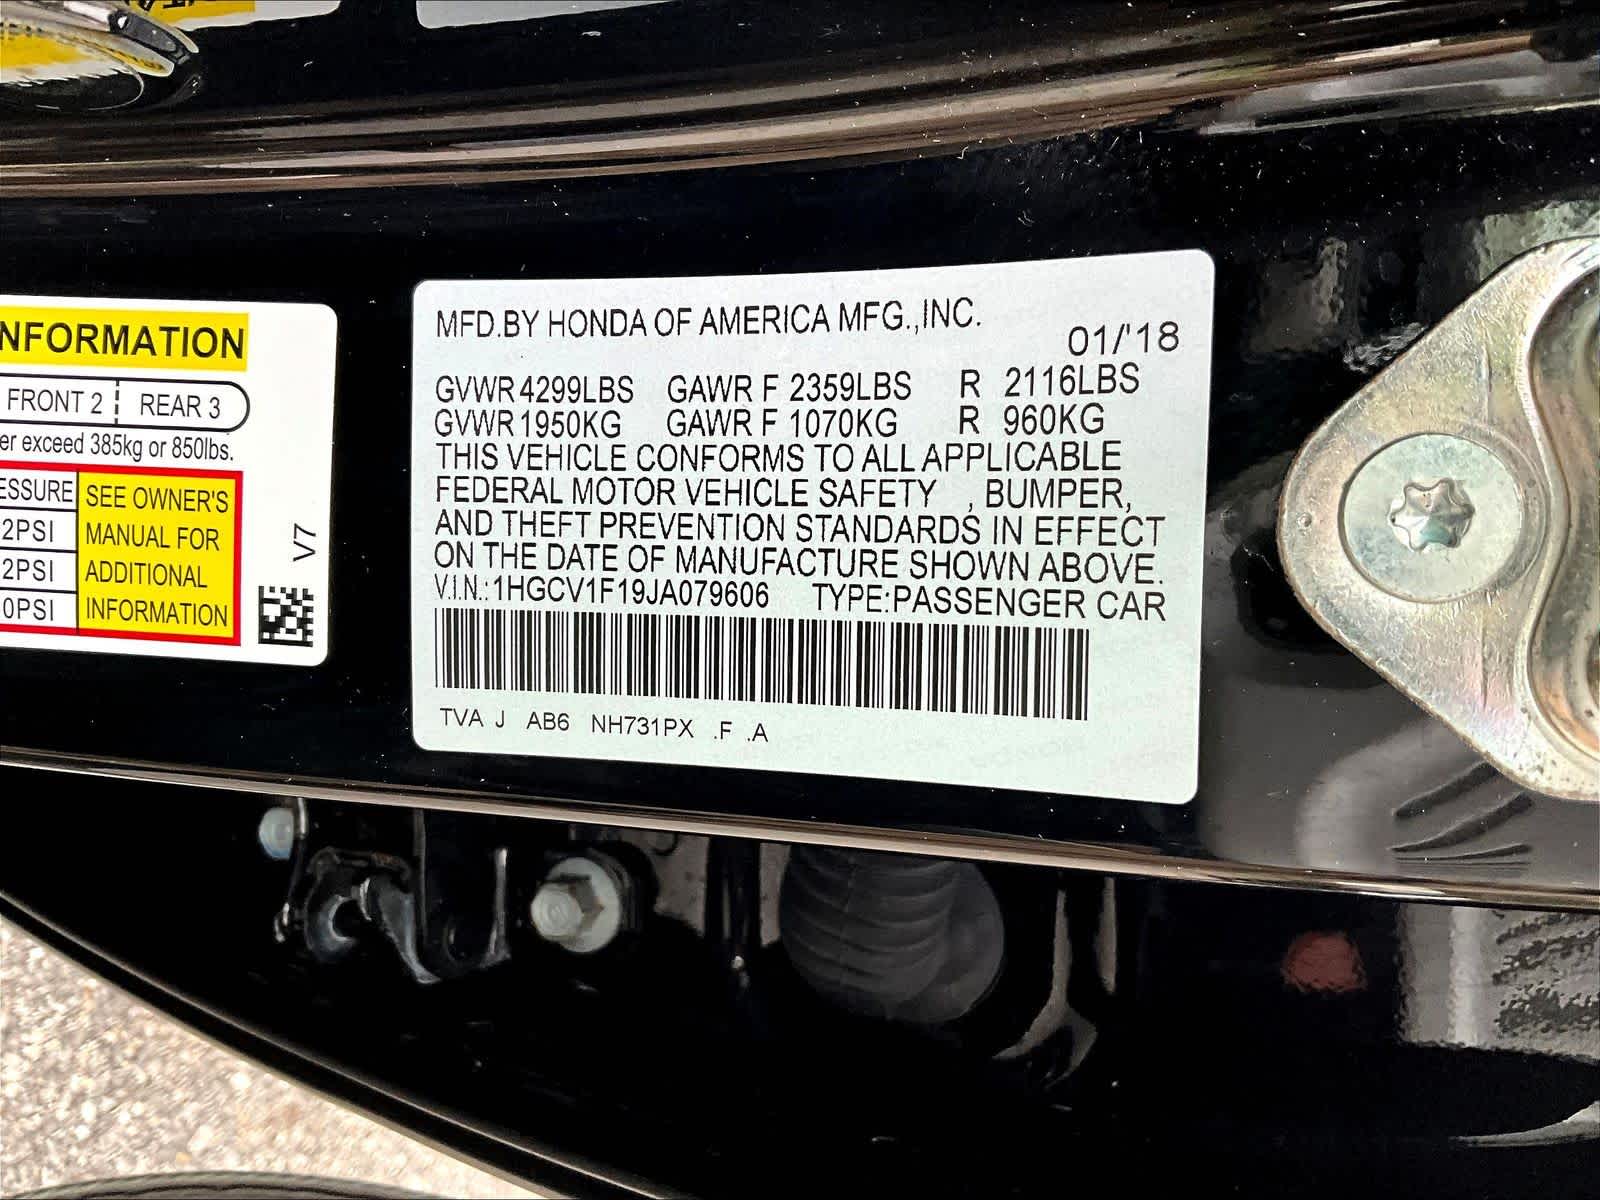 NFORMATION
FRONT 2 REAR 3
er exceed 385kg or 850lbs.
ESSURE SEE OWNER'S
2PSI MANUAL FOR
2PSI ADDITIONAL
0PSI INFORMATION
V7
MFD.BY HONDA OF AMERICA MFG.,INC.
01/'18
GVWR 4299LBS GAWR F 2359LBS R 2116LBS
GVWR 1950KG GAWR F 1070KG R 960KG
THIS VEHICLE CONFORMS TO ALL APPLICABLE
FEDERAL MOTOR VEHICLE SAFETY , BUMPER,
AND THEFT PREVENTION STANDARDS IN EFFECT
ON THE DATE OF MANUFACTURE SHOWN ABOVE.
V.I.N.:1HGCV1F19JA079606 TYPE:PASSENGER CAR
TVA J AB6 NH731PX .F .A